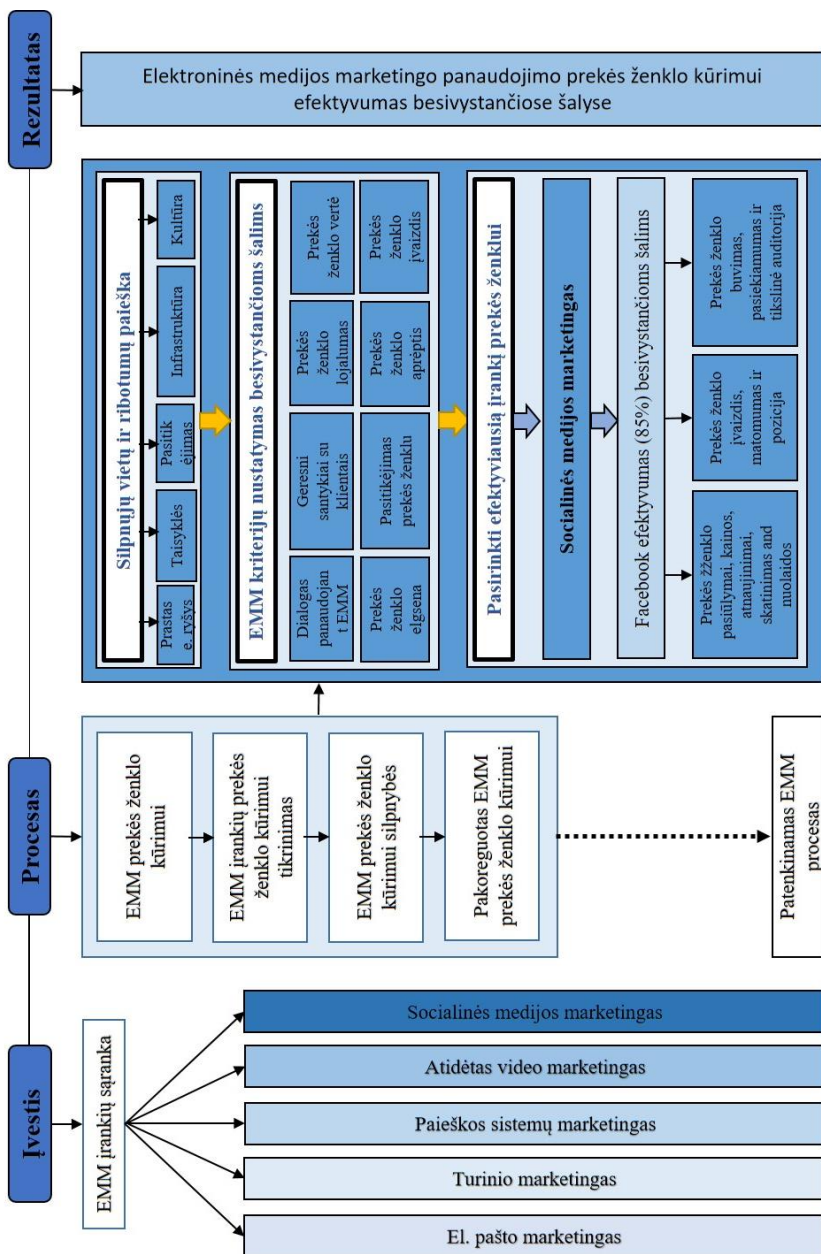 Įvestis
EMM įrankių sąranka
El. pašto marketingas
Turinio marketingas
Paieškos sistemų marketingas
Atidėtas video marketingas
Socialinės medijos marketingas
Procesas
EMM prekės ženklo
kūrimui
EMM įrankių prekės
ženklo kūrimui
tikrinimas
EMM prekės ženklo
kūrimui silpnybės
Pakoreguotas EMM
prekės ženklo kūrimui
Patenkinamas EMM
procesas
Silpnųjų vietų ir ribotumų paieška
Prastas
e. ryšys
Taisyklės
Pasitik
ėjimas
Infrastruktūra
Kultūra
EMM kriterijų nustatymas besivystančioms šalims
Dialogas
panaudojan
t EMM
Geresni
santykiai su
klientais
Prekės
ženklo
lojalumas
Prekės
ženklo vertė
Prekės
ženklo
elgsena
Pasitikėjimas
prekės ženklu
Prekės
ženklo
aprėptis
Prekės
ženklo
įvaizdis
Pasirinkti efektyviausią įrankį prekės ženklui
Socialinės medijos marketingas
Facebook efektyvumas (85%) besivystančioms šalims
Prekės žženklo
pasiūlymai, kainos,
atnaujinimai,
skatinimas and
nuolaidos
Prekės ženklo
įvaizdis,
matomumas ir
pozicija
Prekės ženklo
buvimas,
pasiekiamumas ir
tikslinė auditorija
Rezultatas
Elektroninės medijos marketingo panaudojimo prekės ženklo kūrimui
efektyvumas besivystančiose šalyse